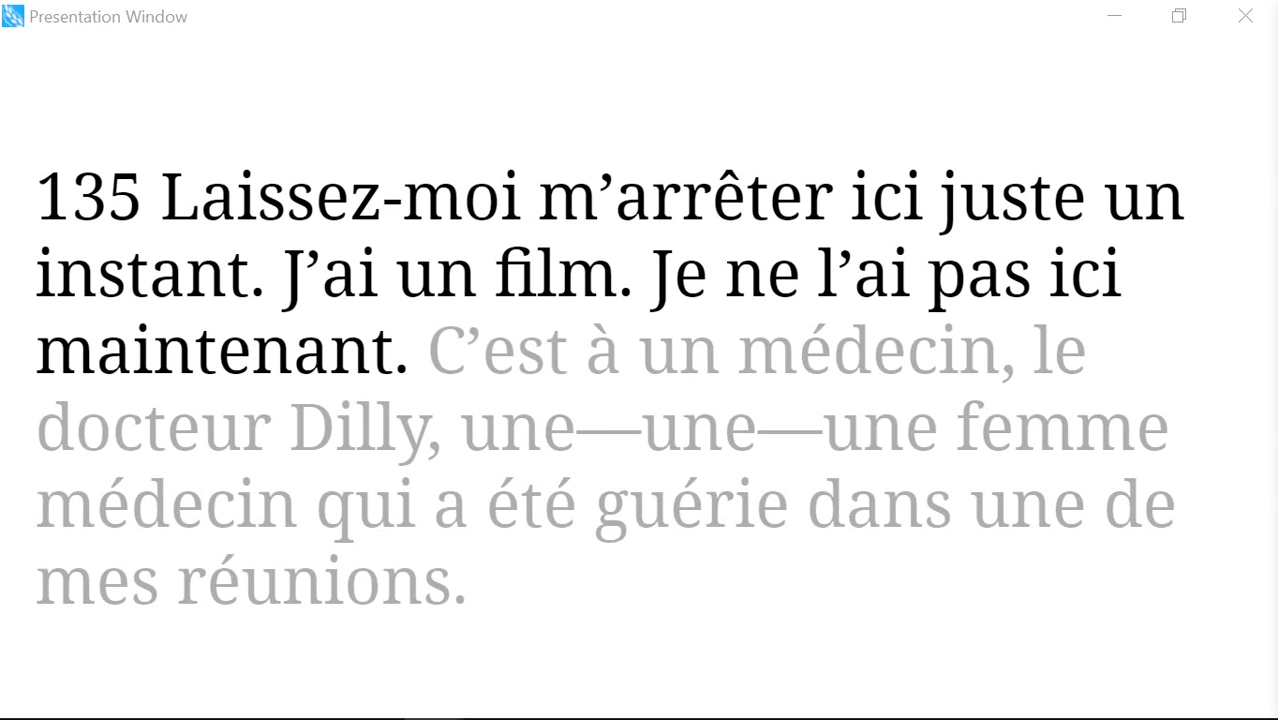 Presentation Window
135 Laissez-moi m’arrêter ici juste un
instant. J’ai un film. Je ne l’ai pas ici
maintenant. C’est à un médecin, le
docteur Dilly, une—une—une femme
médecin qui a été guérie dans une de
mes réunions.